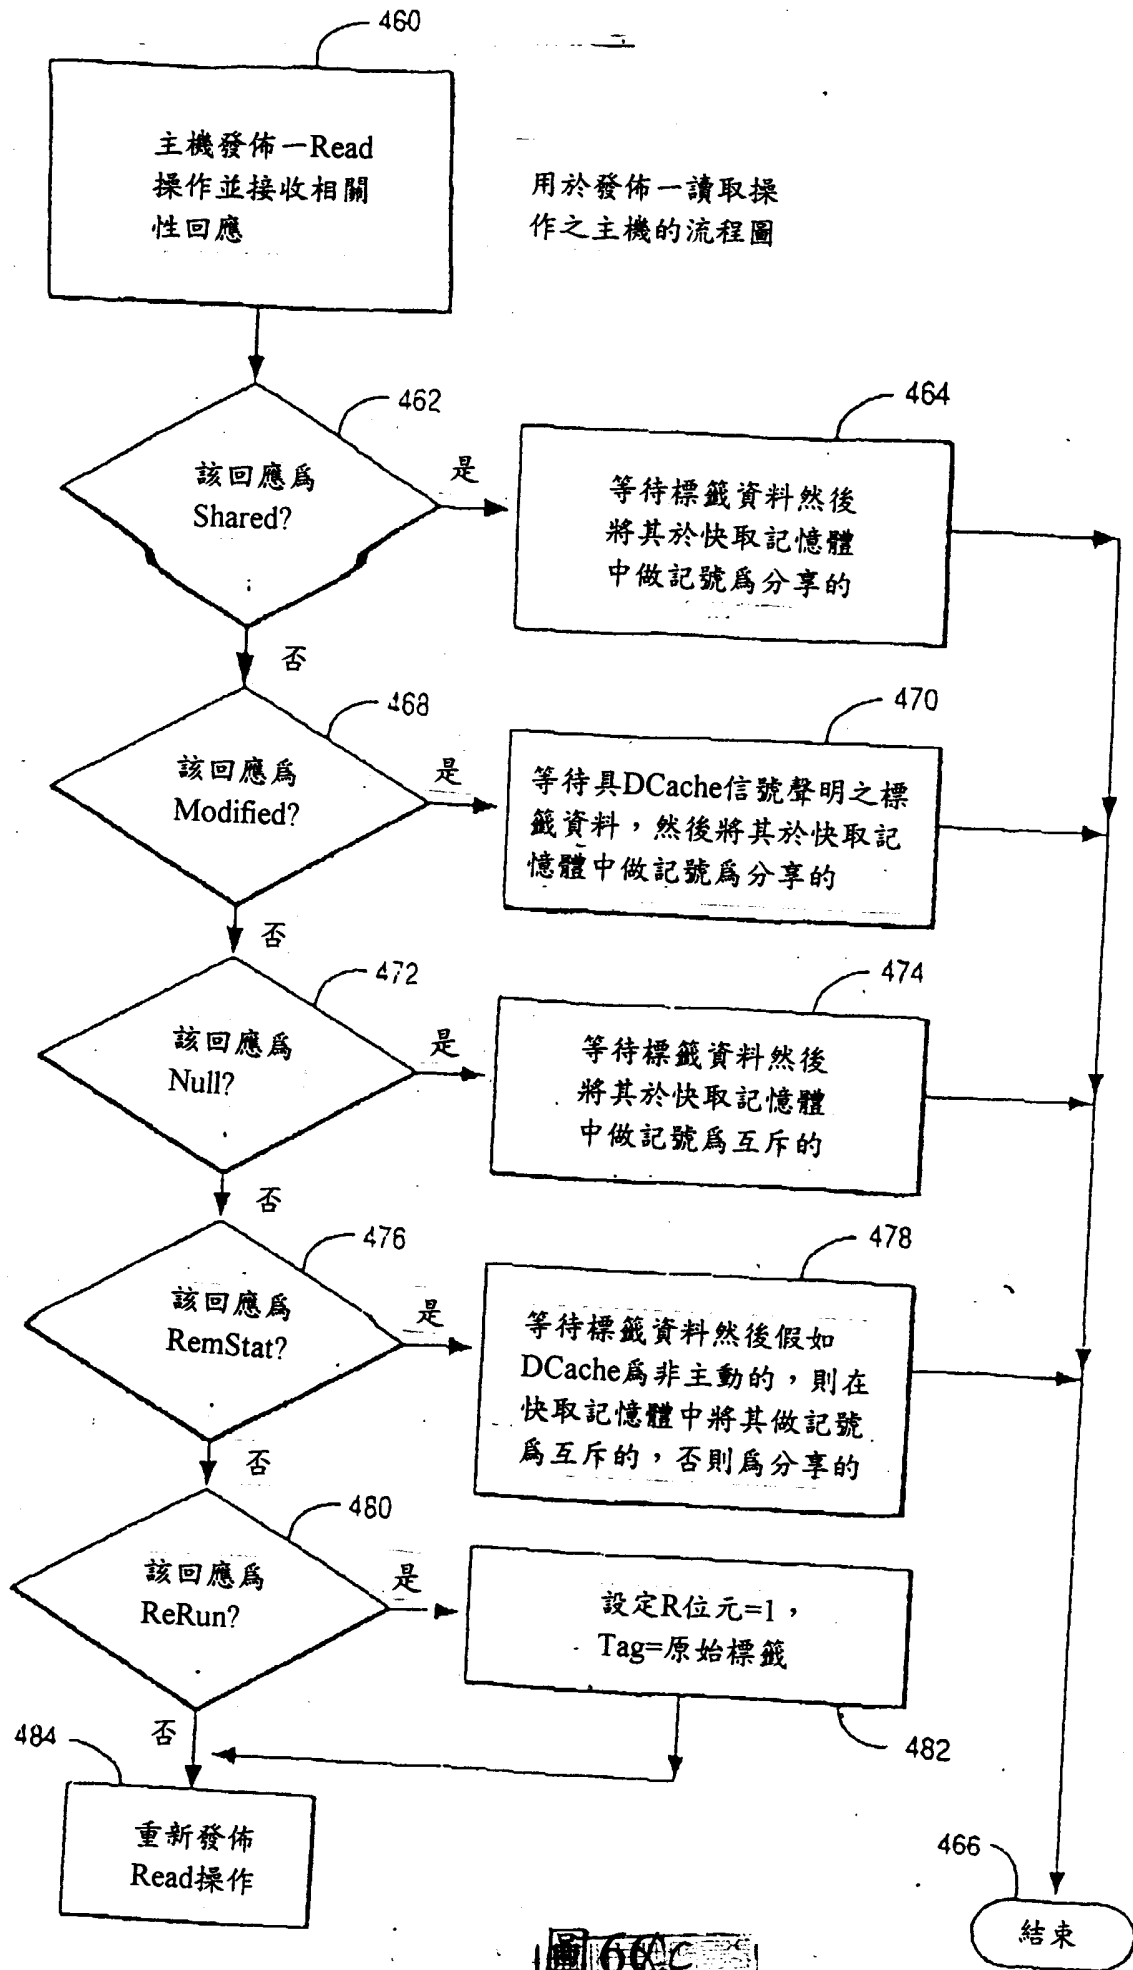 460
主機發佈一Read
操作並接收相關
性回應
用於發佈一讀取操
作之主機的流程圖
462
該回應爲
Shared?
是
464
等待標籤資料然後
將其於快取記憶體
中做記號爲分享的
否
468
該回應爲
Modified?
是
470
等待具DCache信號聲明之標
籤資料，然後將其於快取記
憶體中做記號爲分享的
否
472
該回應爲
Null?
是
474
等待標籤資料然後
將其於快取記憶體
中做記號爲互斥的
否
476
該回應爲
RemStat?
是
478
等待標籤資料然後假如
DCache爲非主動的，則在
快取記憶體中將其做記號
爲互斥的，否則爲分享的
否
480
該回應爲
ReRun?
是
設定R位元=1，
Tag=原始標籤
482
否
484
重新發佈
Read操作
466
結束